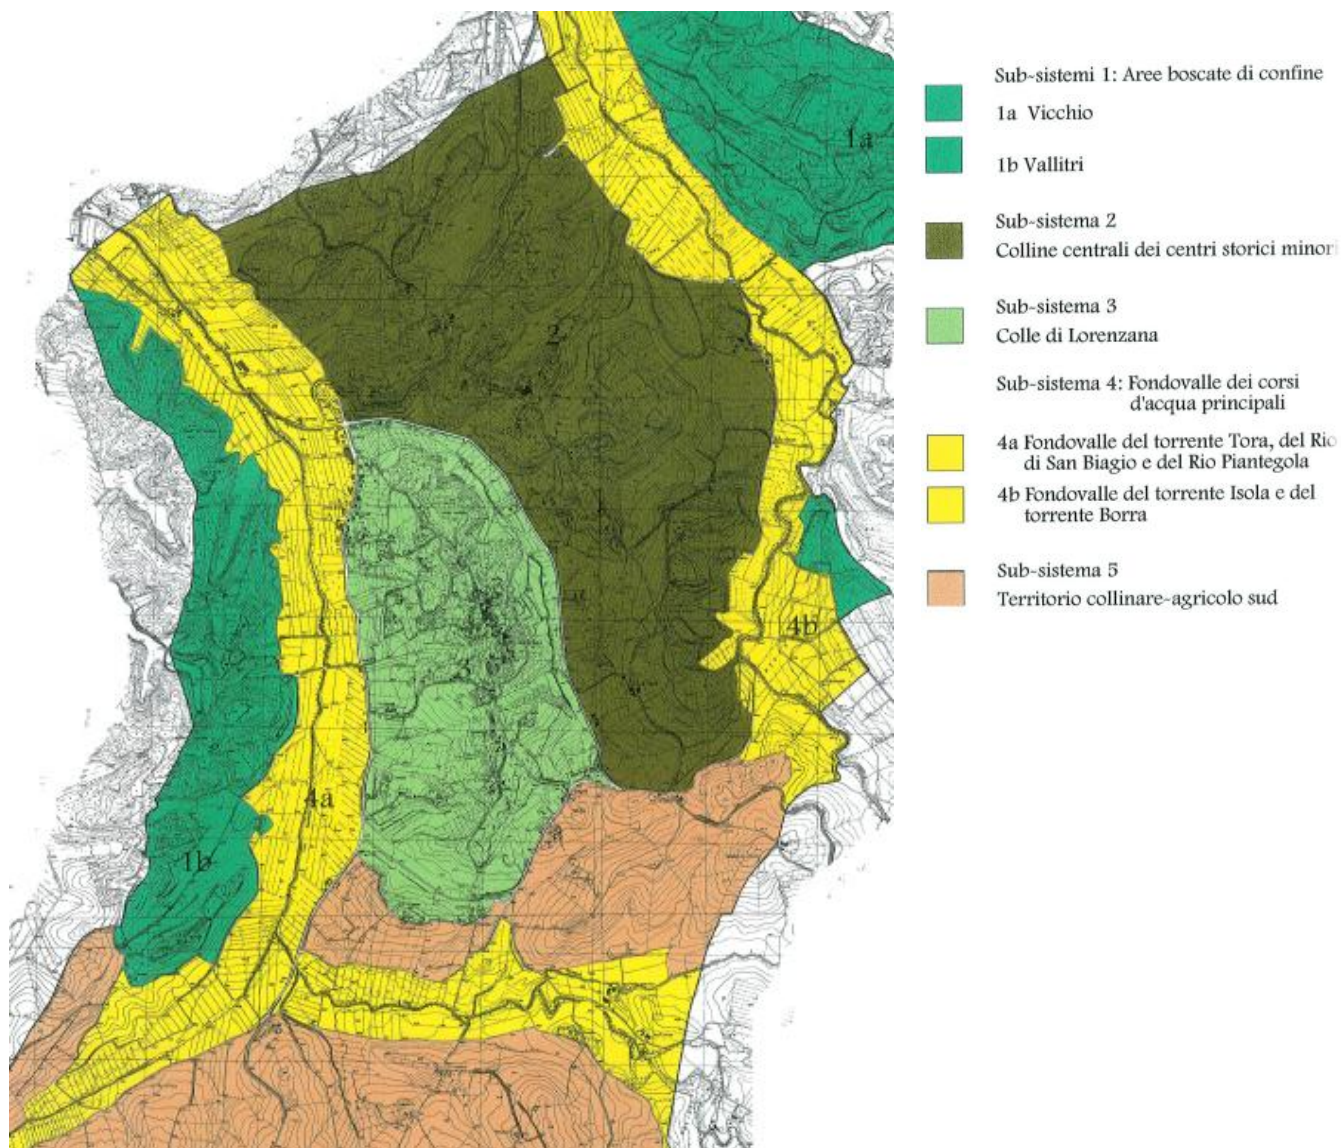 Sub-sistemi 1: Aree boscate di confine
1a Vicchio
1b Vallitri
Sub-sistema 2
Colline centrali dei centri storici minori
Sub-sistema 3
Colle di Lorenzana
Sub-sistema 4: Fondovalle dei corsi
d'acqua principali
4a Fondovalle del torrente Tora, del Rio
di San Biagio e del Rio Piantegola
4b Fondovalle del torrente Isola e del
torrente Borra
Sub-sistema 5
Territorio collinare-agricolo sud
1a
2
4b
3
4a
1b